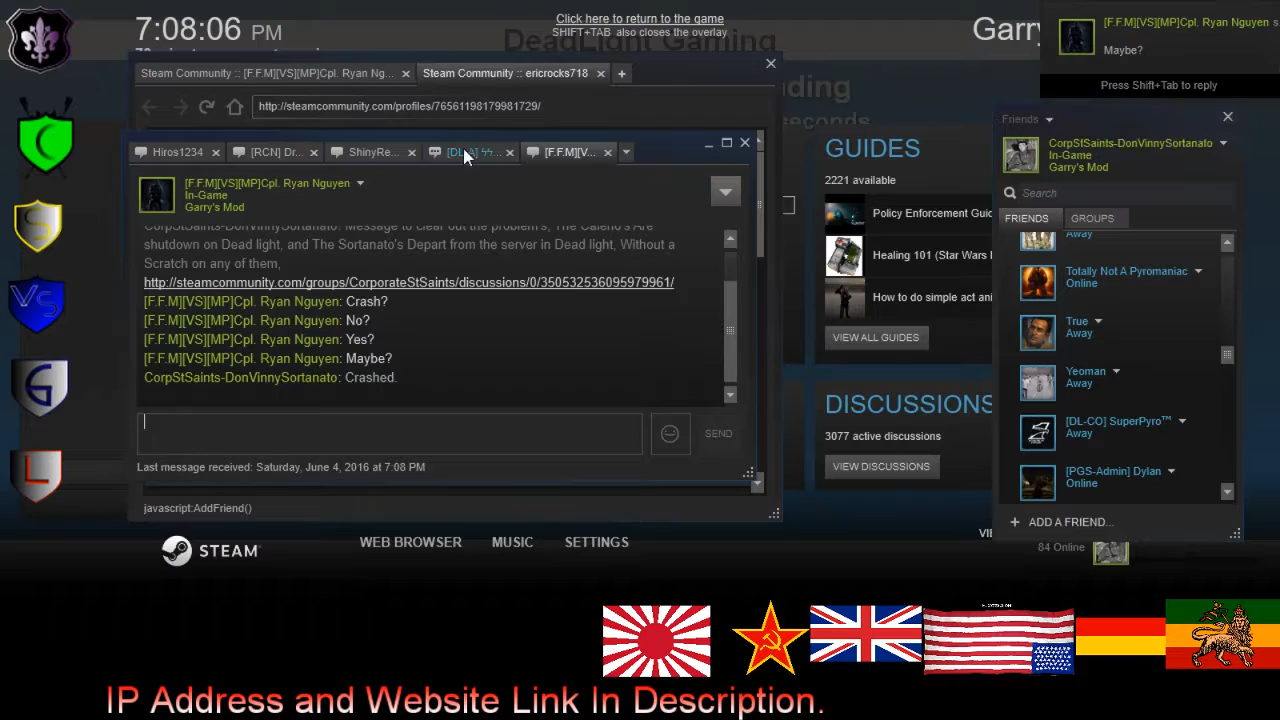 7:08:06 PM
Click here to return to the game
SHIFT+TAB also closes the overlay
DeadLight Gaming
Garry
[F.F.M][VS][MP]Cpl. Ryan Nguyen s
Maybe?
Press Shift+Tab to reply
Steam Community :: [F.F.M][VS][MP]Cpl. Ryan Ng...
Steam Community :: ericrocks718
http://steamcommunity.com/profiles/76561198179981729/
Hiros1234
[RCN] Dr...
ShinyRe...
[F.F.M][V...
[F.F.M][VS][MP]Cpl. Ryan Nguyen
In-Game
Garry's Mod
CorpStSaints-DonVinnySortanato: Message to clear out the problem's, The Caleno's Are
shutdown on Dead light, and The Sortanato's Depart from the server in Dead light, Without a
Scratch on any of them,
http://steamcommunity.com/groups/CorporateStSaints/discussions/0/350532536095979961/
[F.F.M][VS][MP]Cpl. Ryan Nguyen: Crash?
[F.F.M][VS][MP]Cpl. Ryan Nguyen: No?
[F.F.M][VS][MP]Cpl. Ryan Nguyen: Yes?
[F.F.M][VS][MP]Cpl. Ryan Nguyen: Maybe?
CorpStSaints-DonVinnySortanato: Crashed.
SEND
Last message received: Saturday, June 4, 2016 at 7:08 PM
javascript:AddFriend()
GUIDES
2221 available
Policy Enforcement Guid
Healing 101 (Star Wars
How to do simple act ani
VIEW ALL GUIDES
DISCUSSIONS
3077 active discussions
VIEW DISCUSSIONS
Friends
CorpStSaints-DonVinnySortanato
In-Game
Garry's Mod
Search
FRIENDS
GROUPS
Away
Totally Not A Pyromaniac
Online
True
Away
Yeoman
Away
[DL-CO] SuperPyro™
Away
[PGS-Admin] Dylan
Online
+ ADD A FRIEND...
84 Online
STEAM
WEB BROWSER
MUSIC
SETTINGS
VS
S
G
L
IP Address and Website Link In Description.